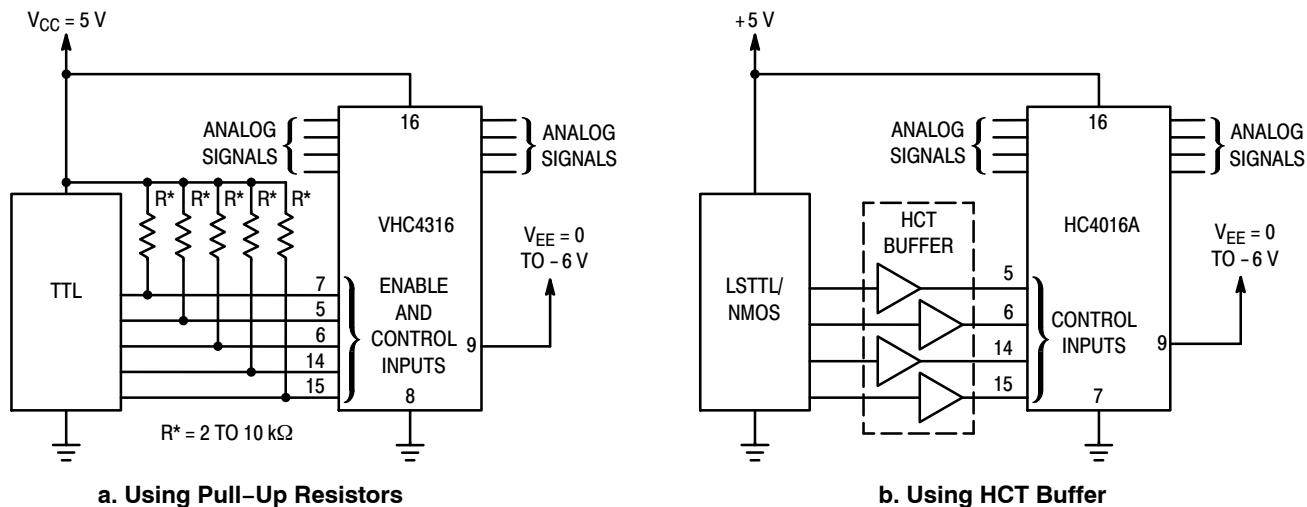 V_CC = 5 V
ANALOG
SIGNALS
16
ANALOG
SIGNALS
R* R* R* R* R*
VHC4316
V_EE = 0
TO −6 V
TTL
7
5
6
14
15
ENABLE
AND
CONTROL
INPUTS
9
8
R* = 2 TO 10 kΩ
a. Using Pull−Up Resistors
+5 V
ANALOG
SIGNALS
16
ANALOG
SIGNALS
HCT
BUFFER
HC4016A
V_EE = 0
TO −6 V
LSTTL/
NMOS
5
6
14
15
CONTROL
INPUTS
9
7
b. Using HCT Buffer